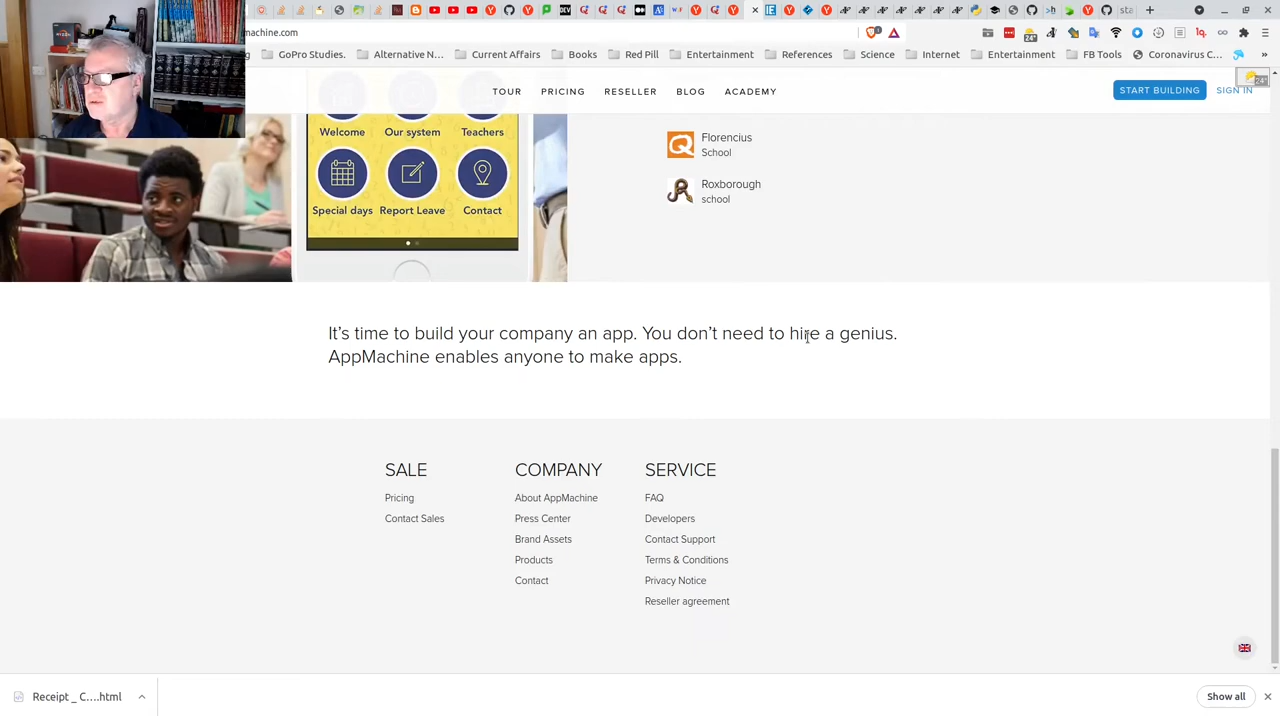 machine.com
GoPro Studies.
Alternative N…
Current Affairs
Books
Red Pill
Entertainment
References
Science
Internet
Entertainment
FB Tools
Coronavirus C…
»
TOUR
PRICING
RESELLER
BLOG
ACADEMY
START BUILDING
SIGN IN
Welcome
Our system
Teachers
Special days
Report Leave
Contact
Florencius
School
Roxborough
school
It's time to build your company an app. You don't need to hire a genius.
AppMachine enables anyone to make apps.
SALE
Pricing
Contact Sales
COMPANY
About AppMachine
Press Center
Brand Assets
Products
Contact
SERVICE
FAQ
Developers
Contact Support
Terms & Conditions
Privacy Notice
Reseller agreement
Receipt _ C....html
Show all